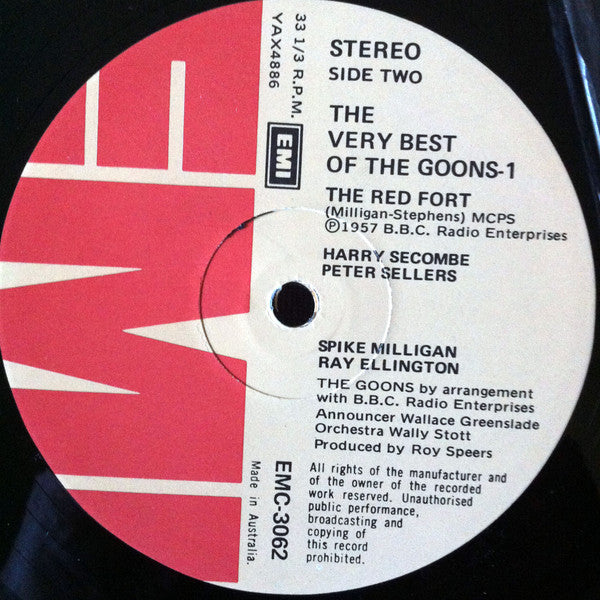 STEREO
SIDE TWO
33 1/3 R.P.M.
YAX4886
EMI
THE
VERY BEST
OF THE GOONS-1
THE RED FORT
(Milligan-Stephens) MCPS
Ⓟ1957 B.B.C. Radio Enterprises
HARRY SECOMBE
PETER SELLERS
SPIKE MILLIGAN
RAY ELLINGTON
THE GOONS by arrangement
with B.B.C. Radio Enterprises
Announcer Wallace Greenslade
Orchestra Wally Stott
Produced by Roy Speers
EMC-3062
Made in Australia.
All rights of the manufacturer and
of the owner of the recorded
work reserved. Unauthorised
public performance,
broadcasting and
copying of
this record
prohibited.
EMI